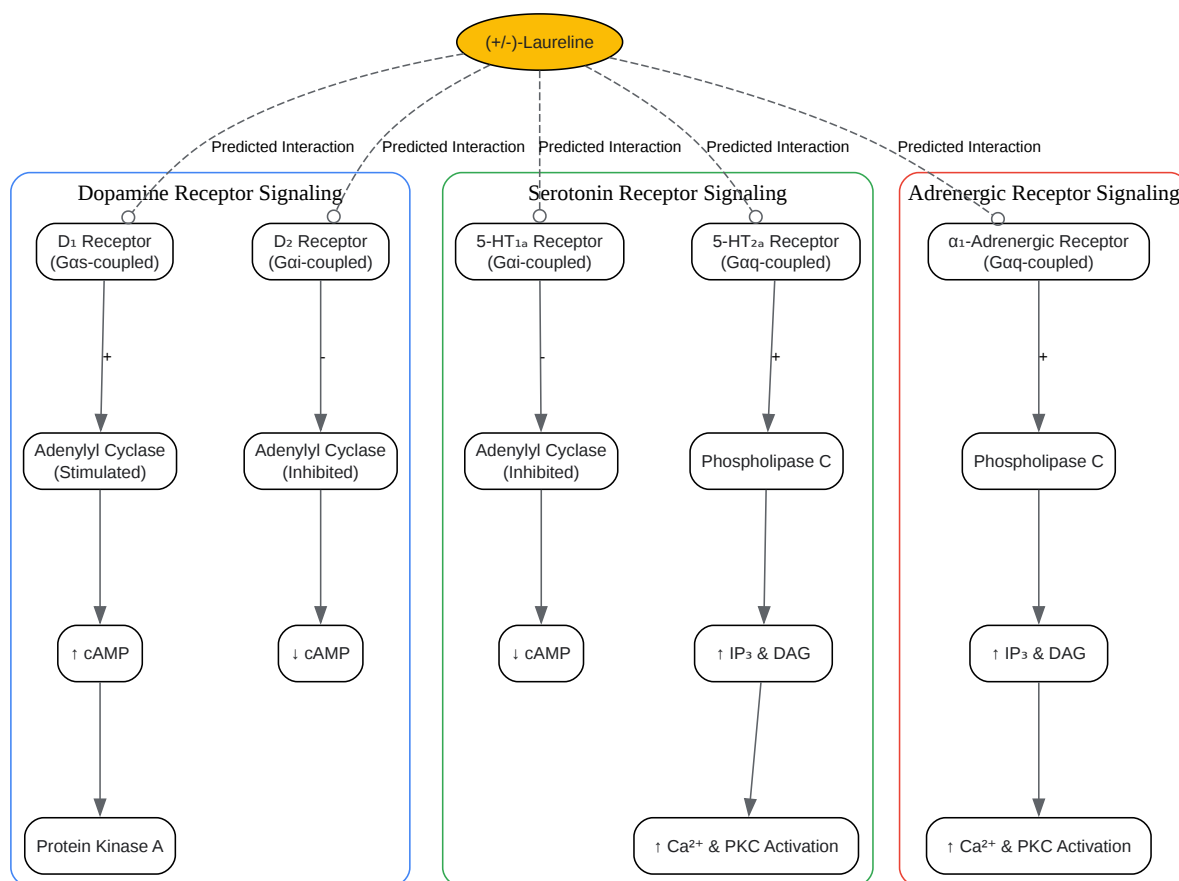 (+/-)-Laureline
Predicted Interaction
Predicted Interaction
Predicted Interaction
Predicted Interaction
Predicted Interaction
Dopamine Receptor Signaling
Serotonin Receptor Signaling
Adrenergic Receptor Signaling
D₁ Receptor
(Gαs-coupled)
D₂ Receptor
(Gαi-coupled)
5-HT₁ₐ Receptor
(Gαi-coupled)
5-HT₂ₐ Receptor
(Gαq-coupled)
α₁-Adrenergic Receptor
(Gαq-coupled)
+
-
-
+
+
Adenylyl Cyclase
(Stimulated)
Adenylyl Cyclase
(Inhibited)
Adenylyl Cyclase
(Inhibited)
Phospholipase C
Phospholipase C
↑ cAMP
↓ cAMP
↓ cAMP
↑ IP₃ & DAG
↑ IP₃ & DAG
Protein Kinase A
↑ Ca²⁺ & PKC Activation
↑ Ca²⁺ & PKC Activation